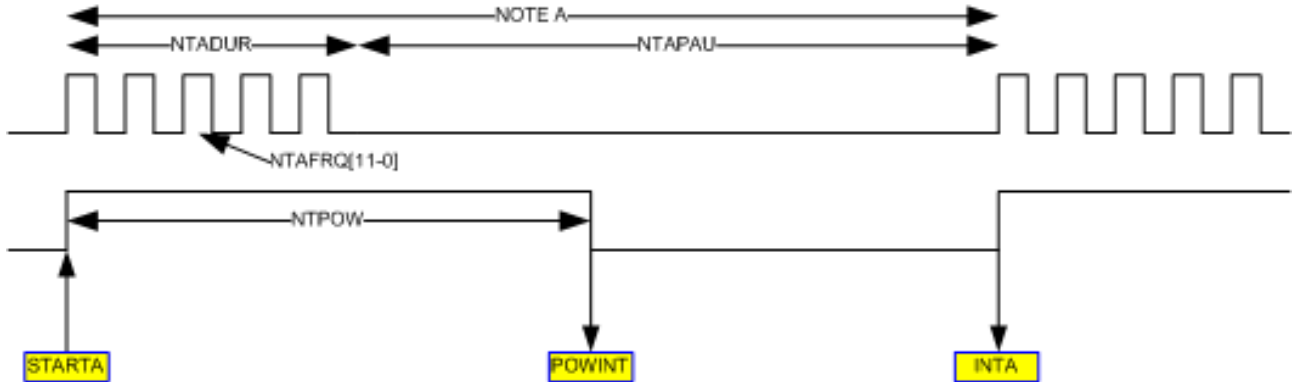 NOTE A
NTADUR
NTAPAU
NTAFRQ[11-0]
NTPOW
STARTA
POWINT
INTA